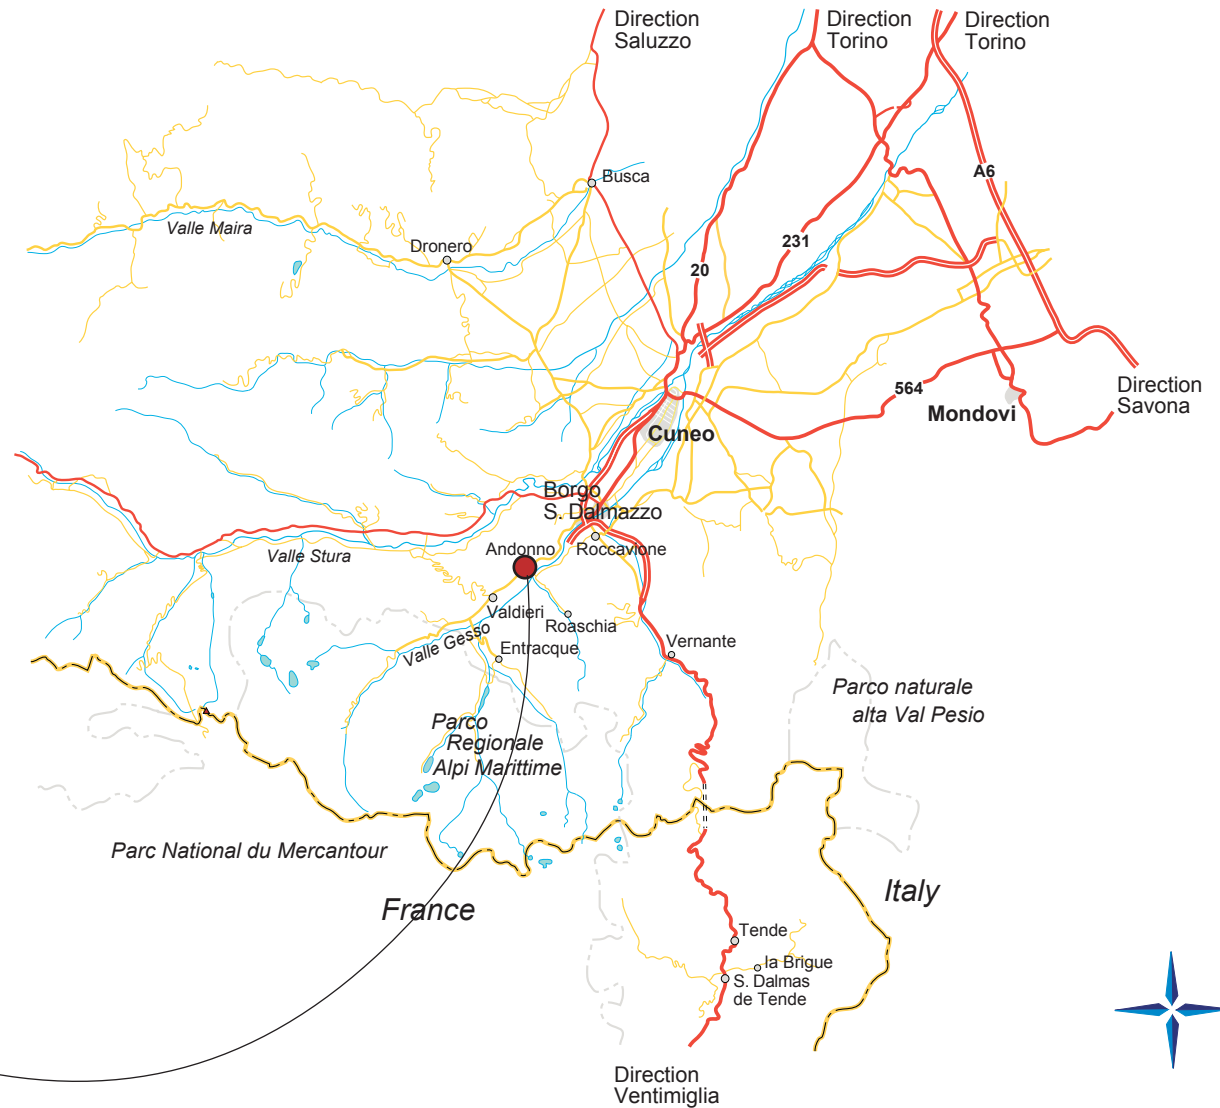 Direction
Saluzzo
Direction
Torino
Direction
Torino
A6
Busca
Valle Maira
Dronero
231
20
564
Direction
Savona
Mondovi
Cuneo
Borgo
S. Dalmazzo
Andonno
Roccavione
Valle Stura
Valdieri
Roaschia
Valle Gesso
Entracque
Vernante
Parco naturale
alta Val Pesio
Parco
Regionale
Alpi Marittime
Parc National du Mercantour
France
Italy
Tende
la Brigue
S. Dalmas
de Tende
Direction
Ventimiglia